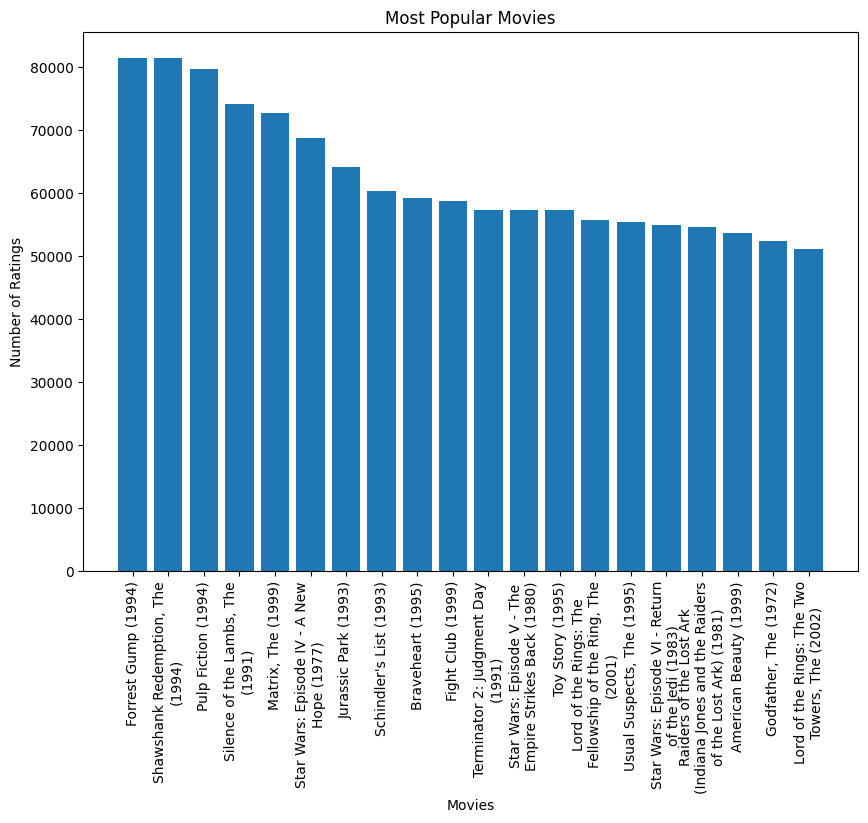 Most Popular Movies
Number of Ratings
80000
70000
60000
50000
40000
30000
20000
10000
0
Forrest Gump (1994)
Shawshank Redemption, The
(1994)
Pulp Fiction (1994)
Silence of the Lambs, The
(1991)
Matrix, The (1999)
Star Wars: Episode IV - A New
Hope (1977)
Jurassic Park (1993)
Schindler's List (1993)
Braveheart (1995)
Fight Club (1999)
Terminator 2: Judgment Day
(1991)
Star Wars: Episode V - The
Empire Strikes Back (1980)
Toy Story (1995)
Lord of the Rings: The
Fellowship of the Ring, The
(2001)
Usual Suspects, The (1995)
Star Wars: Episode VI - Return
of the Jedi (1983)
Raiders of the Lost Ark
(Indiana Jones and the Raiders
of the Lost Ark) (1981)
American Beauty (1999)
Godfather, The (1972)
Lord of the Rings: The Two
Towers, The (2002)
Movies